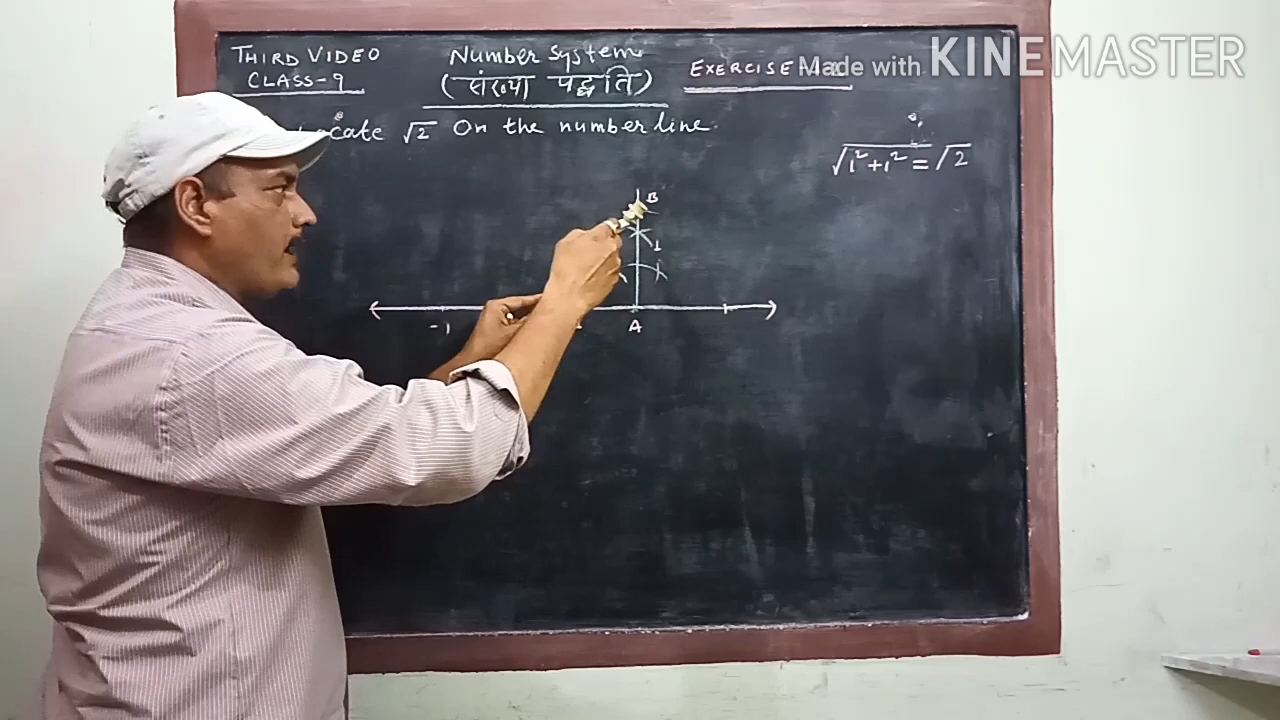 THIRD VIDEO
CLASS-9
Number System
(संख्या पद्धति)
EXERCISE-
Made with KINEMASTER
√2 On the number line.
√1²+1² = √2
B
1
-1
A